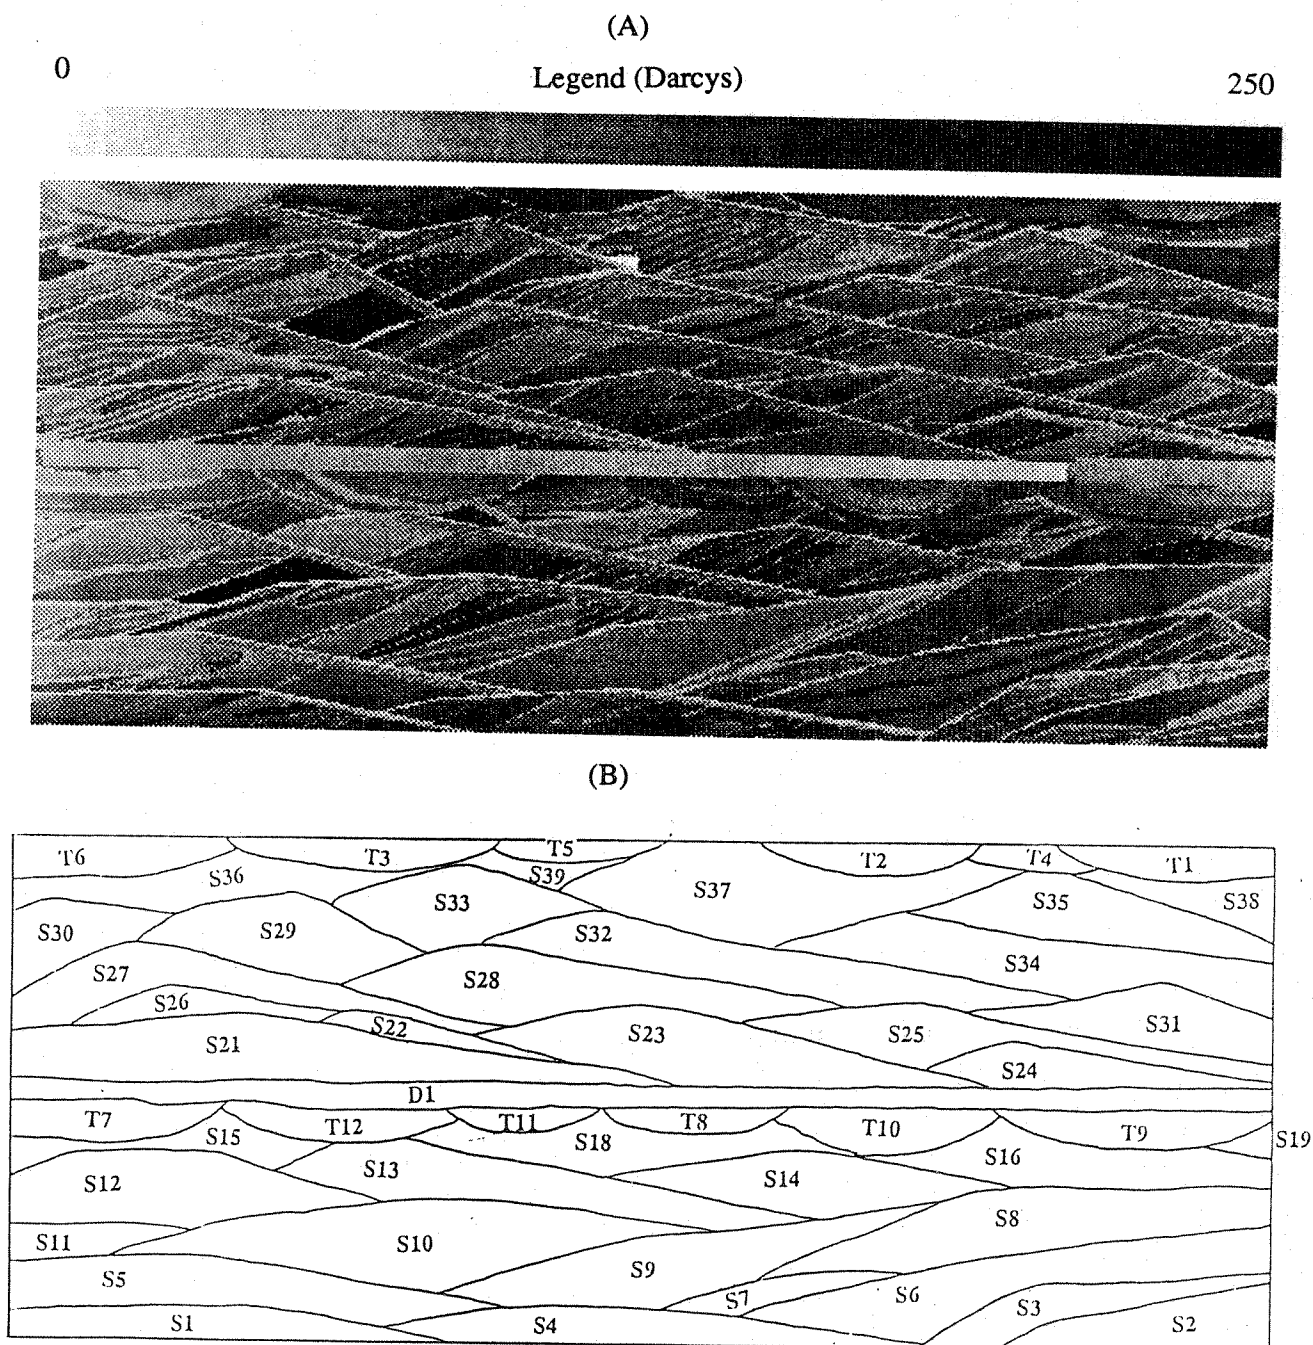 (A)
0 Legend (Darcys) 250
(B)
T6 T3 T5 T2 T4 T1
S36 S39 S37 S35 S38
S33
S30 S29 S32
S27 S28 S34
S26 S22 S23 S25 S31
S21 S24
D1
T7 T12 T11 T8 T10 T9
S15 S18 S16 S19
S12 S13 S14
S11 S10 S8
S5 S9 S7 S6 S3
S1 S4 S2